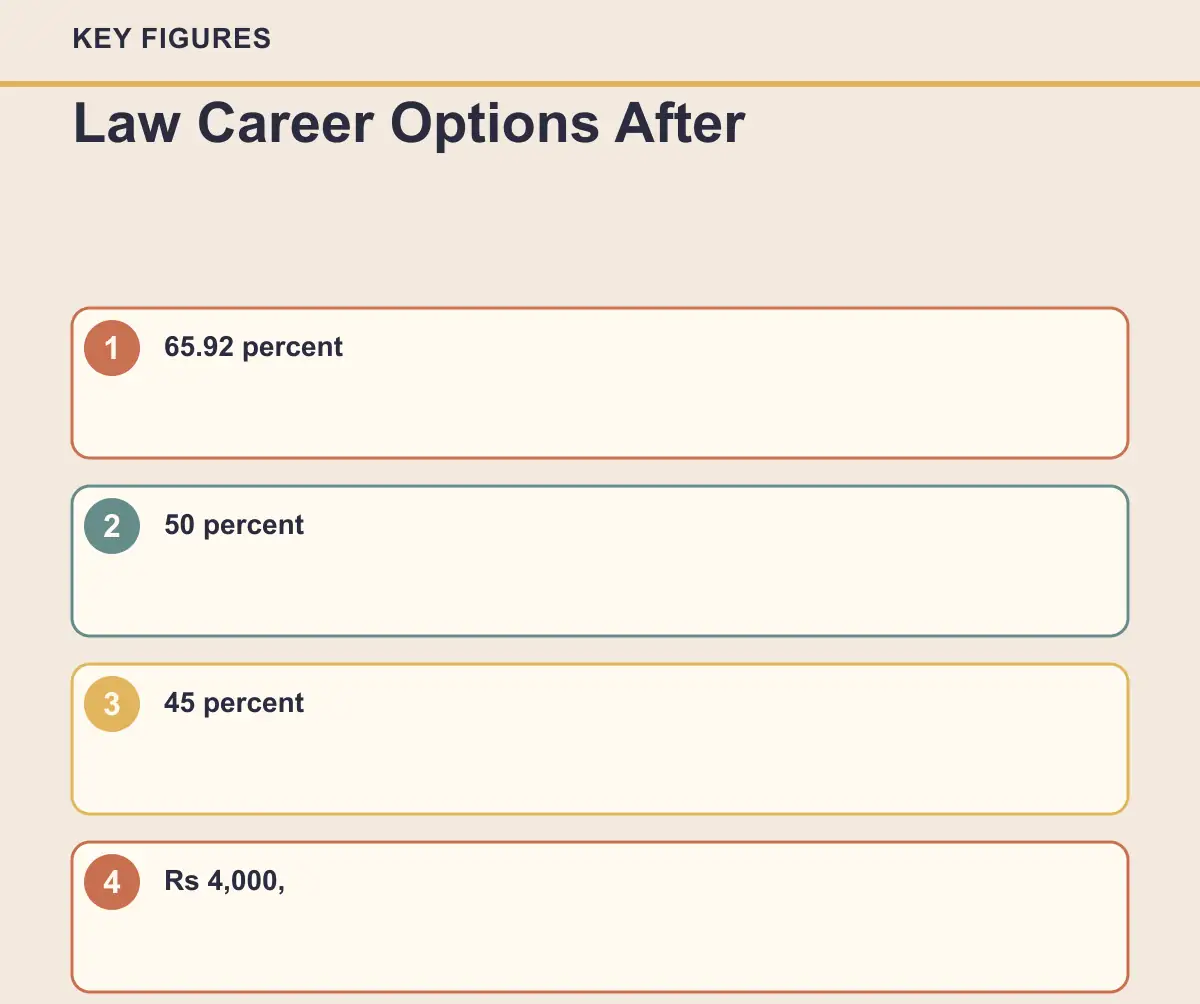 KEY FIGURES
Law Career Options After
1 65.92 percent
2 50 percent
3 45 percent
4 Rs 4,000,